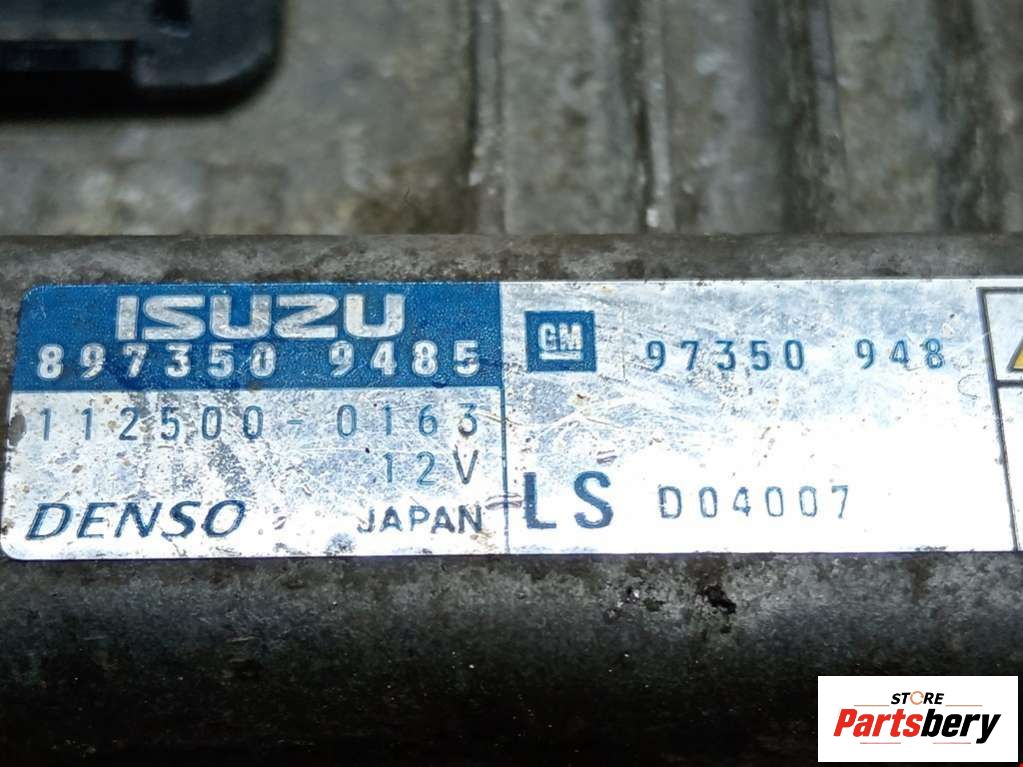 ISUZU
897350 9485
112500-0163
12V
DENSO JAPAN
GM 97350 948
LS D04007
STORE
Partsbery